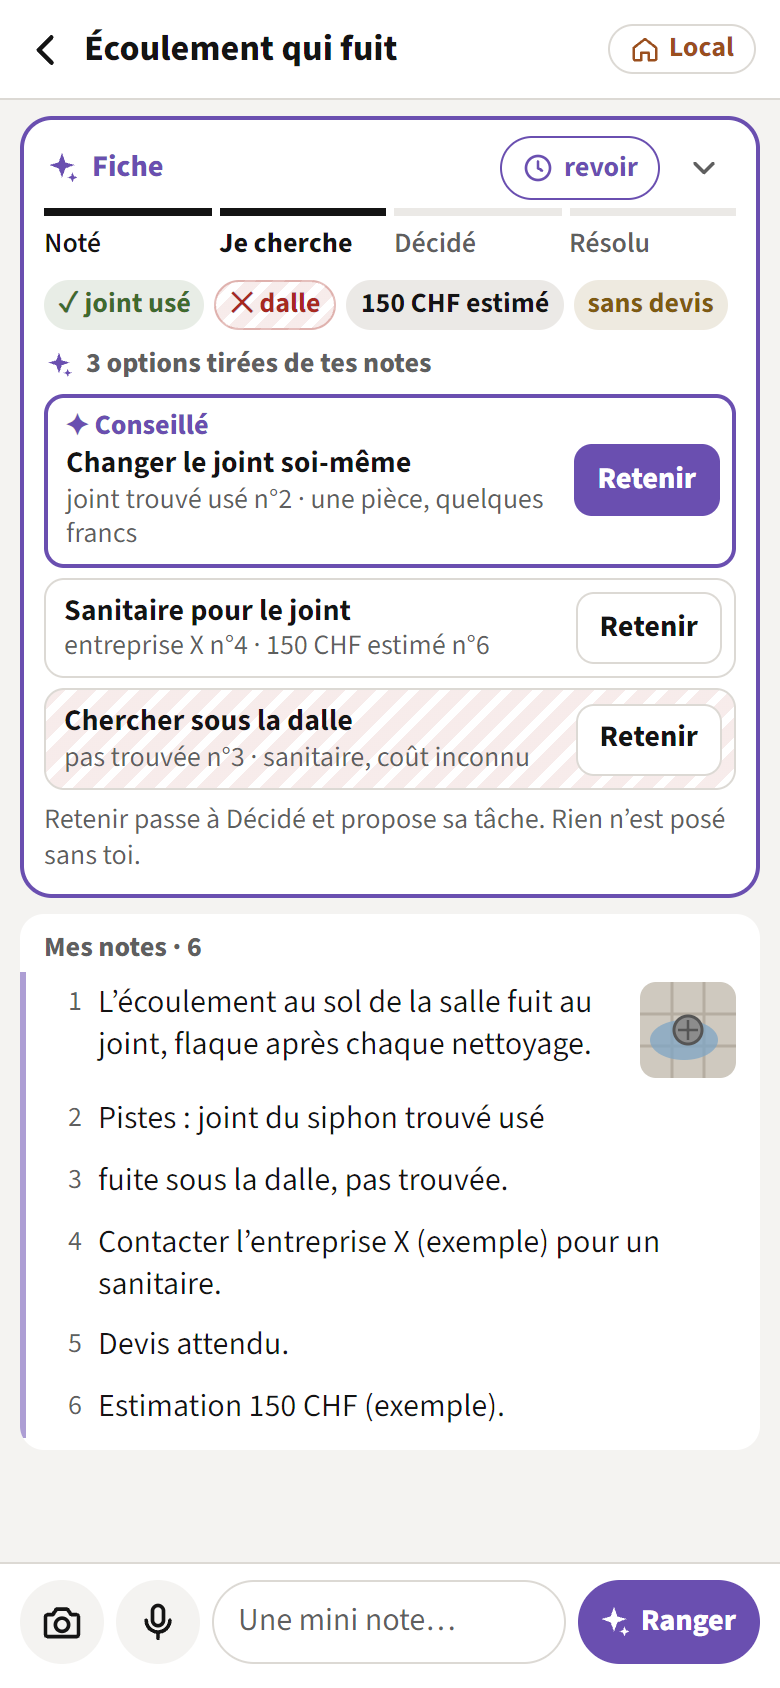 Écoulement qui fuit
Local
Fiche
revoir
Noté
Je cherche
Décidé
Résolu
✓ joint usé
✕ dalle
150 CHF estimé
sans devis
3 options tirées de tes notes
✦ Conseillé
Changer le joint soi-même
joint trouvé usé n°2 · une pièce, quelques
francs
Retenir
Sanitaire pour le joint
entreprise X n°4 · 150 CHF estimé n°6
Retenir
Chercher sous la dalle
pas trouvée n°3 · sanitaire, coût inconnu
Retenir
Retenir passe à Décidé et propose sa tâche. Rien n’est posé
sans toi.
Mes notes · 6
1 L’écoulement au sol de la salle fuit au
joint, flaque après chaque nettoyage.
2 Pistes : joint du siphon trouvé usé
3 fuite sous la dalle, pas trouvée.
4 Contacter l’entreprise X (exemple) pour un
sanitaire.
5 Devis attendu.
6 Estimation 150 CHF (exemple).
Une mini note…
Ranger